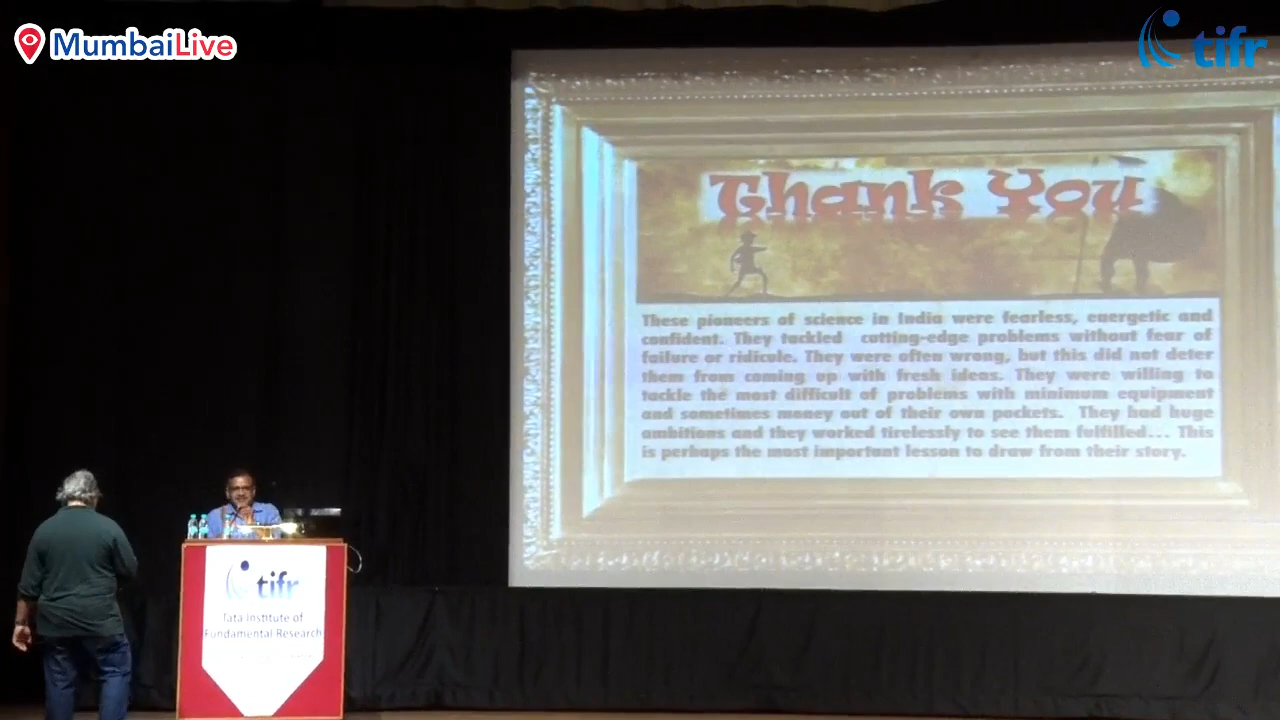 MumbaiLive
tifr
Thank You
These pioneers of science in India were fearless, energetic and
confident. They tackled cutting-edge problems without fear of
failure or ridicule. They were often wrong, but this did not deter
them from coming up with fresh ideas. They were willing to
tackle the most difficult of problems with minimum equipment
and sometimes money out of their own pockets. They had huge
ambitions and they worked tirelessly to see them fulfilled... This
is perhaps the most important lesson to draw from their story.
tifr
Tata Institute of
Fundamental Research